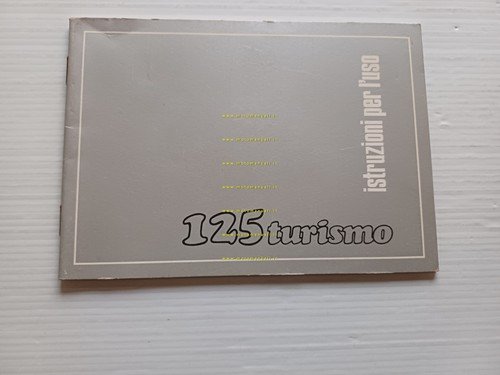 istruzioni per l'uso
125 turismo